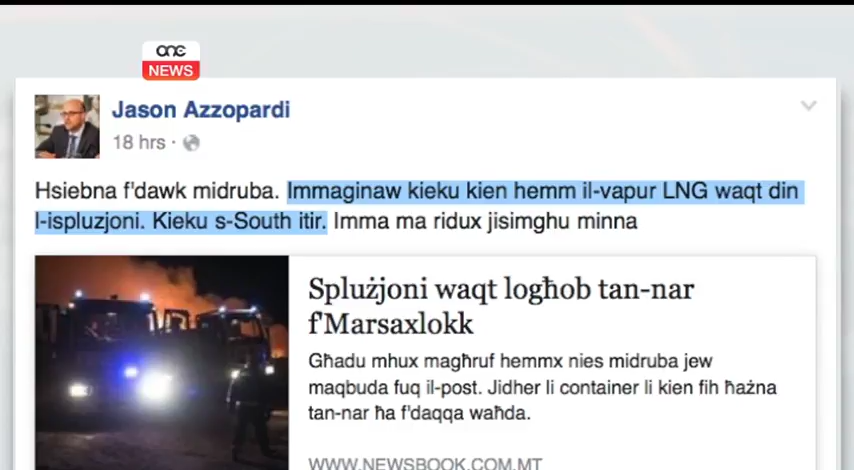 one
NEWS
Jason Azzopardi
18 hrs ·
Hsiebna f'dawk midruba. Immaginaw kieku kien hemm il-vapur LNG waqt din
l-ispluzjoni. Kieku s-South itir. Imma ma ridux jisimghu minna
Splużjoni waqt logħob tan-nar
f'Marsaxlokk
Għadu mhux magħruf hemmx nies midruba jew
maqbuda fuq il-post. Jidher li container li kien fih ħażna
tan-nar ħa f'daqqa waħda.
WWW.NEWSBOOK.COM.MT